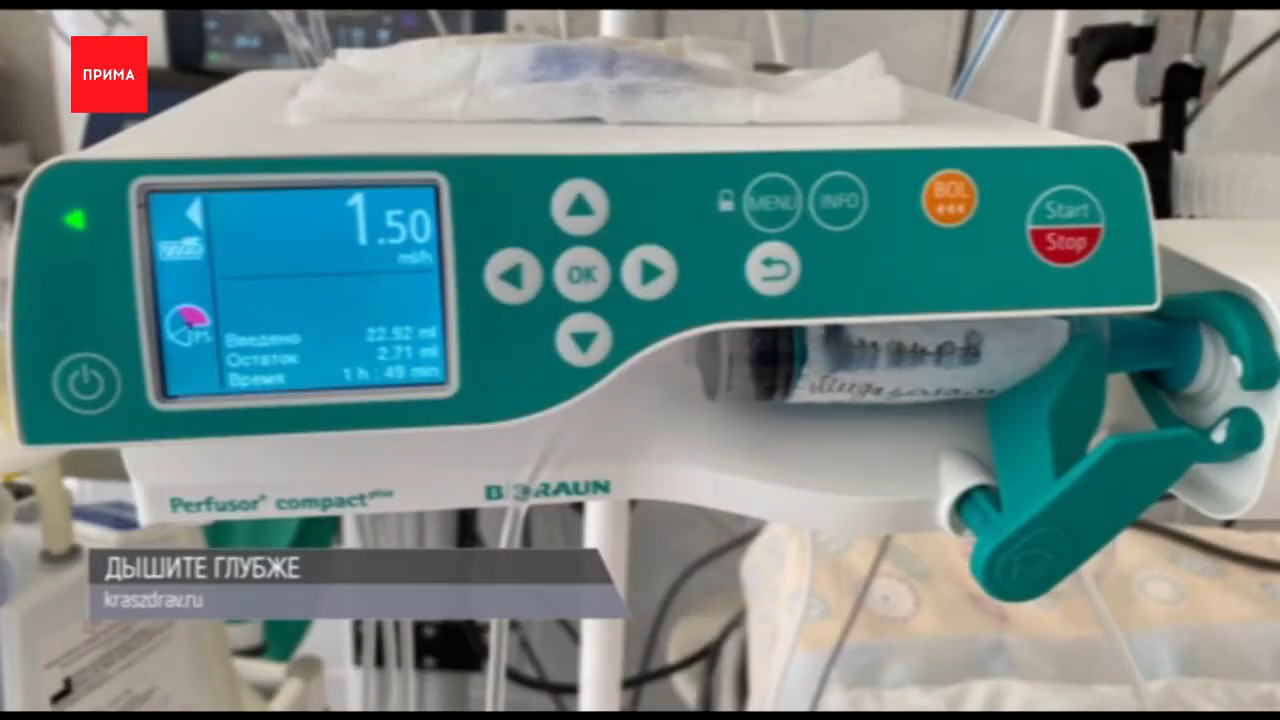 ПРИМА
1.50
ml/h
Введено 22.92 ml
Остаток 2.71 ml
Время 1 h : 49 min
OK
MENU
INFO
BOL
Start
Stop
Perfusor® compact plus
B BRAUN
ДЫШИТЕ ГЛУБЖЕ
kraszdrav.ru